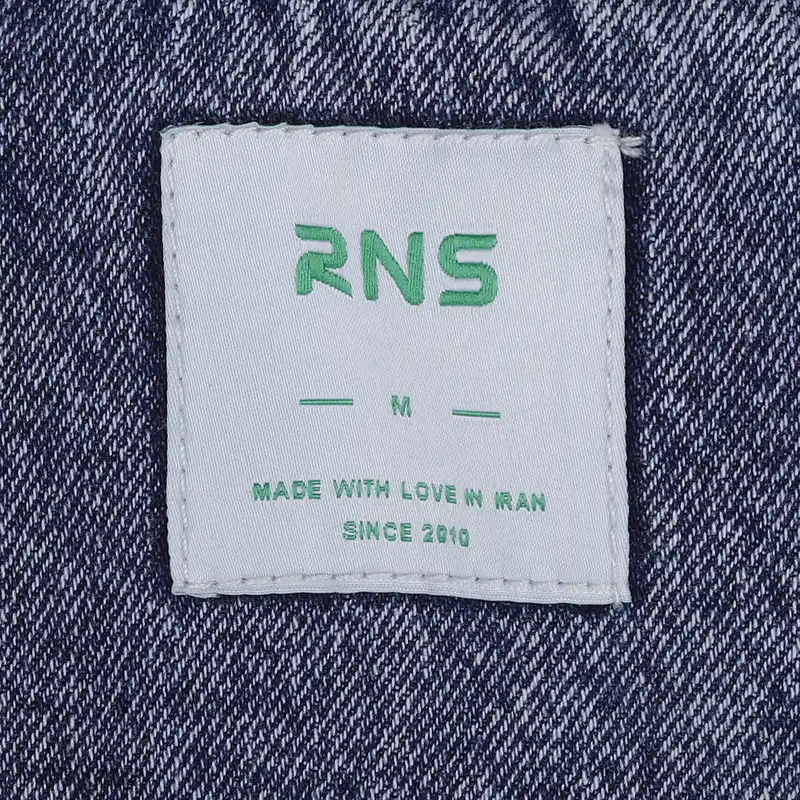 RNS
M
MADE WITH LOVE IN IRAN
SINCE 2010